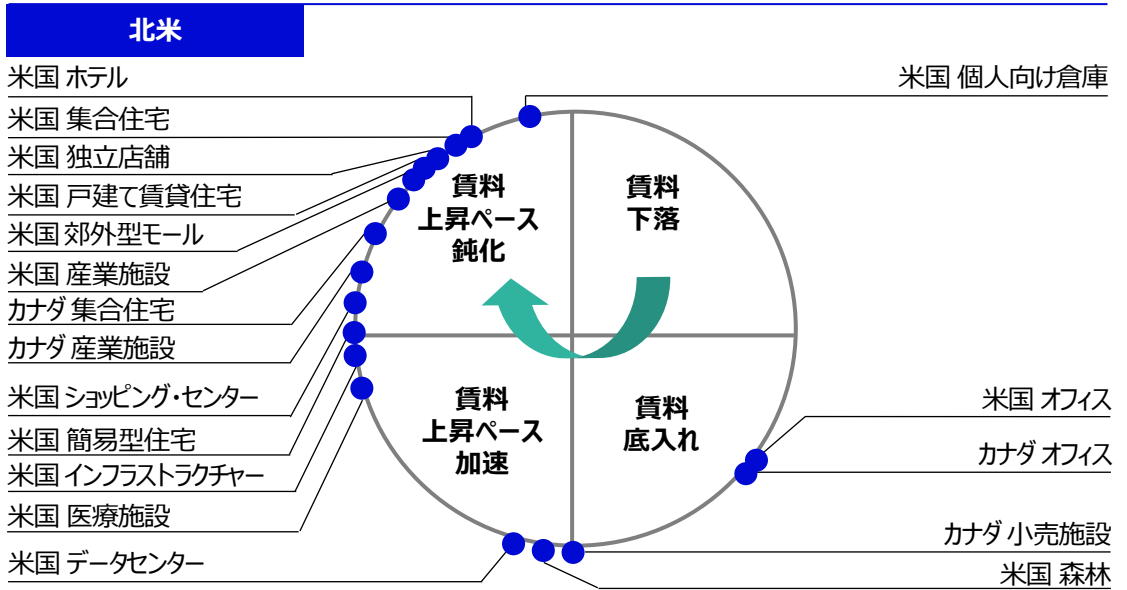 北米
米国 ホテル
米国 集合住宅
米国 独立店舗
米国 戸建て賃貸住宅
米国 郊外型モール
米国 産業施設
カナダ 集合住宅
カナダ 産業施設
米国 ショッピング・センター
米国 簡易型住宅
米国 インフラストラクチャー
米国 医療施設
米国 データセンター
賃料
上昇ペース
鈍化
賃料
下落
賃料
上昇ペース
加速
賃料
底入れ
米国 個人向け倉庫
米国 オフィス
カナダ オフィス
カナダ 小売施設
米国 森林